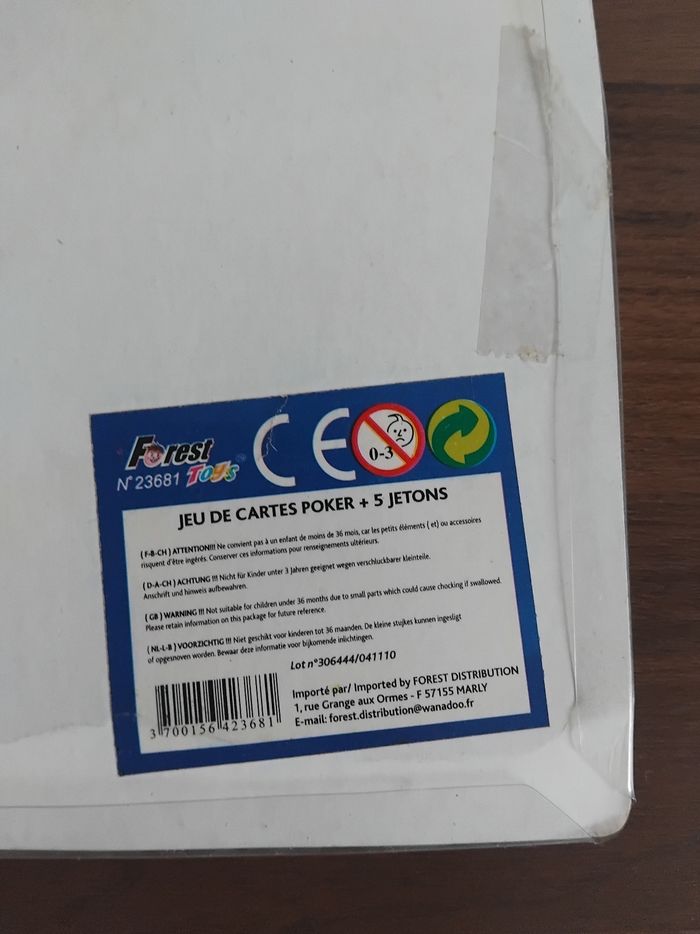 Forest
Toys
N°23681
CE
0-3
JEU DE CARTES POKER + 5 JETONS
( F-B-CH ) ATTENTION!!! Ne convient pas à un enfant de moins de 36 mois, car les petits éléments ( et) ou accessoires
risquent d'être ingérés. Conserver ces informations pour renseignements ultérieurs.
( D-A-CH ) ACHTUNG !!! Nicht für Kinder unter 3 Jahren geeignet wegen verschluckbarer kleinteile.
Anschrift und hinweis aufbewahren.
( GB ) WARNING !!! Not suitable for children under 36 months due to small parts which could cause chocking if swallowed.
Please retain information on this package for future reference.
( NL-L-B ) VOORZICHTIG !!! Niet geschikt voor kinderen tot 36 maanden. De kleine stujkes kunnen ingesligt
of opgesnoven worden. Bewaar deze informatie voor bijkomende inlichtingen.
Lot n°306444/041110
Importé par/ Imported by FOREST DISTRIBUTION
1, rue Grange aux Ormes - F 57155 MARLY
E-mail: forest.distribution@wanadoo.fr
3 700156 423681